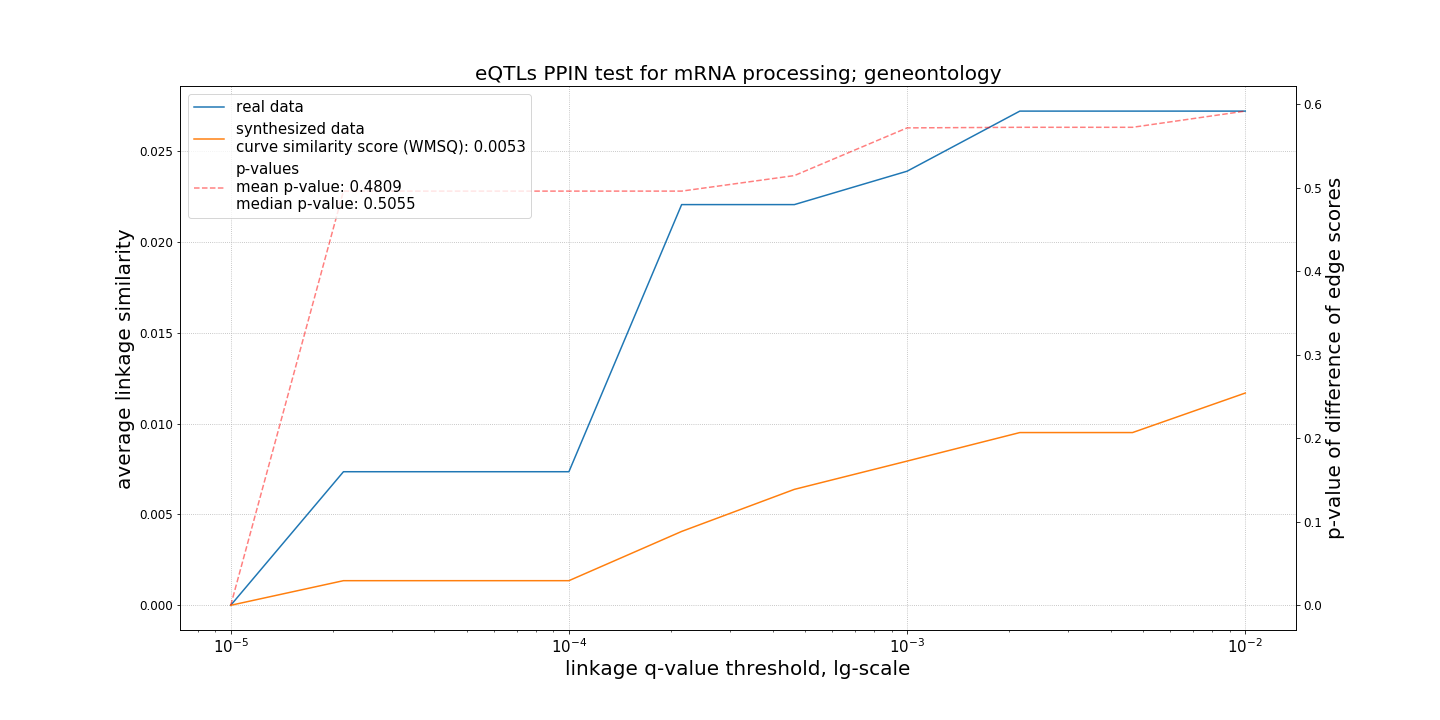 eQTLs PPIN test for mRNA processing; geneontology
real data
synthesized data
curve similarity score (WMSQ): 0.0053
p-values
mean p-value: 0.4809
median p-value: 0.5055
average linkage similarity
0.025
0.020
0.015
0.010
0.005
0.000
0.6
0.5
0.4
0.3
0.2
0.1
0.0
p-value of difference of edge scores
10⁻⁵ 10⁻⁴ 10⁻³ 10⁻²
linkage q-value threshold, lg-scale